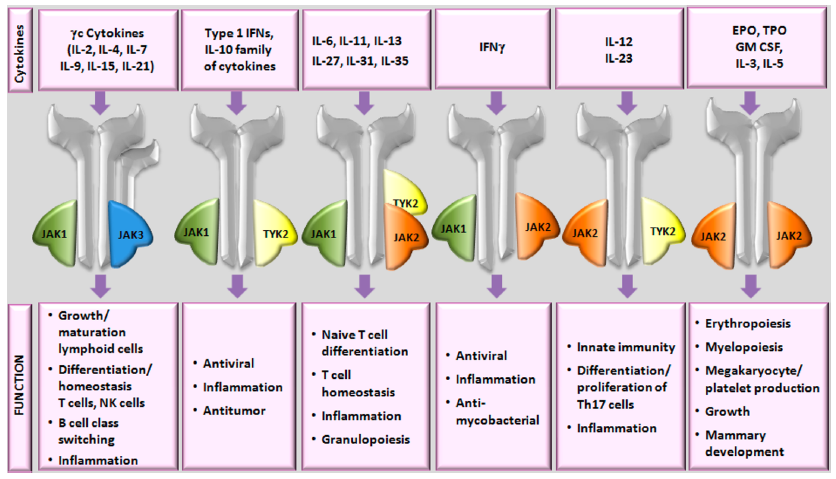 Cytokines
γc Cytokines
(IL-2, IL-4, IL-7
IL-9, IL-15, IL-21)
Type 1 IFNs,
IL-10 family
of cytokines
IL-6, IL-11, IL-13
IL-27, IL-31, IL-35
IFNγ
IL-12
IL-23
EPO, TPO
GM CSF,
IL-3, IL-5
JAK1
JAK3
JAK1
TYK2
JAK1
TYK2
JAK2
JAK1
JAK2
JAK2
TYK2
JAK2
JAK2
FUNCTION
• Growth/
maturation
lymphoid cells
• Differentiation/
homeostasis
T cells, NK cells
• B cell class
switching
• Inflammation
• Antiviral
• Inflammation
• Antitumor
• Naive T cell
differentiation
• T cell
homeostasis
• Inflammation
• Granulopoiesis
• Antiviral
• Inflammation
• Anti-
mycobacterial
• Innate immunity
• Differentiation/
proliferation of
Th17 cells
• Inflammation
• Erythropoiesis
• Myelopoiesis
• Megakaryocyte/
platelet production
• Growth
• Mammary
development